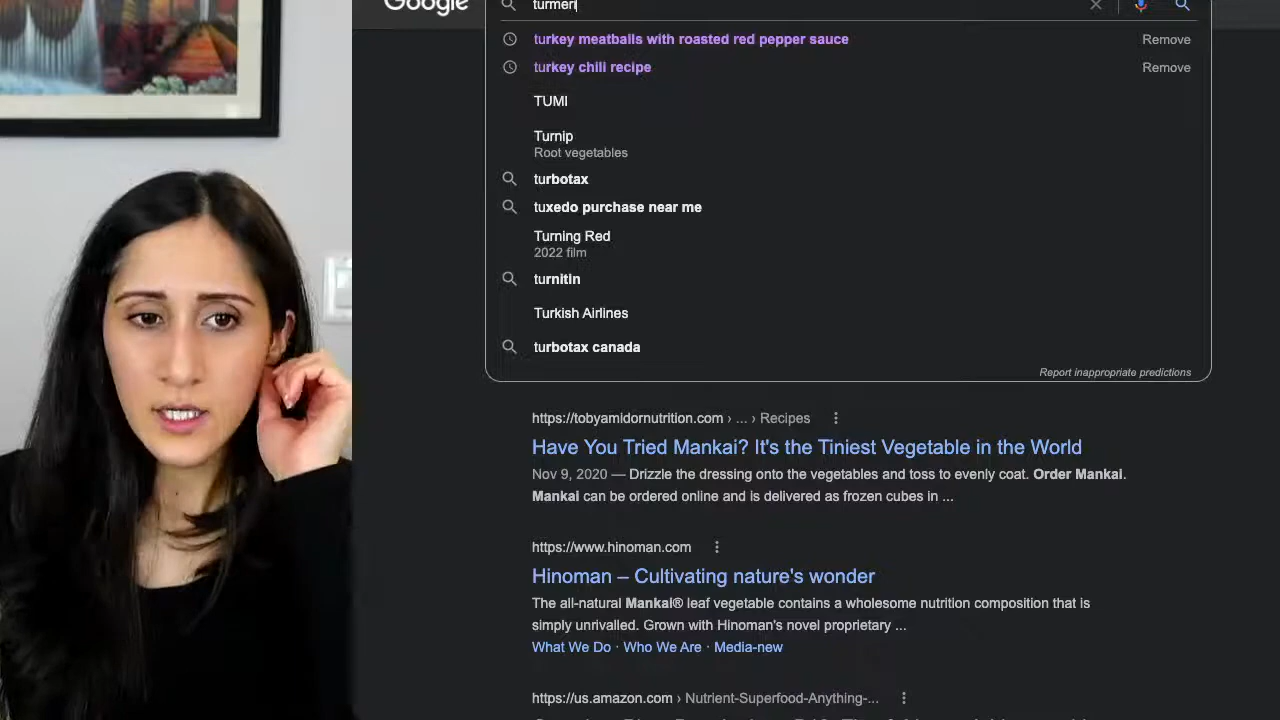 Google
turmeri
turkey meatballs with roasted red pepper sauce
Remove
turkey chili recipe
Remove
TUMI
Turnip
Root vegetables
turbotax
tuxedo purchase near me
Turning Red
2022 film
turnitin
Turkish Airlines
turbotax canada
Report inappropriate predictions
https://tobyamidornutrition.com › ... › Recipes
Have You Tried Mankai? It's the Tiniest Vegetable in the World
Nov 9, 2020 — Drizzle the dressing onto the vegetables and toss to evenly coat. Order Mankai.
Mankai can be ordered online and is delivered as frozen cubes in ...
https://www.hinoman.com
Hinoman – Cultivating nature's wonder
The all-natural Mankai® leaf vegetable contains a wholesome nutrition composition that is
simply unrivalled. Grown with Hinoman's novel proprietary ...
What We Do · Who We Are · Media-new
https://us.amazon.com › Nutrient-Superfood-Anything-...